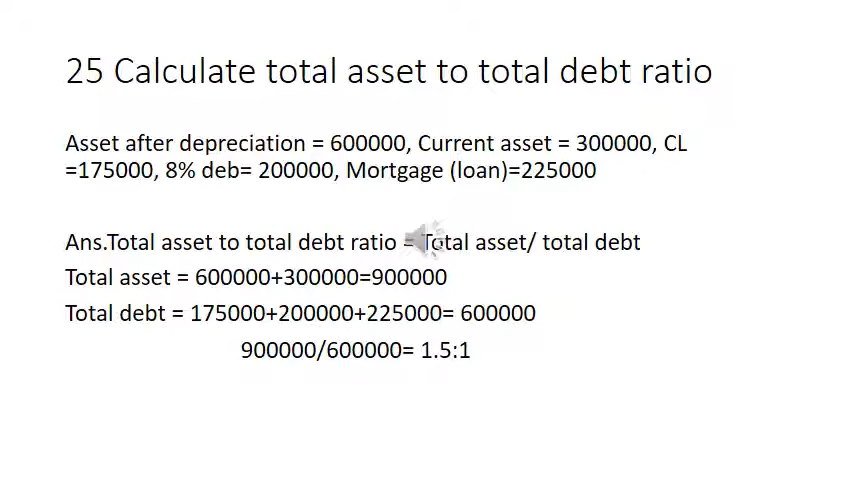 25 Calculate total asset to total debt ratio
Asset after depreciation = 600000, Current asset = 300000, CL
=175000, 8% deb= 200000, Mortgage (loan)=225000
Ans.Total asset to total debt ratio = Total asset/ total debt
Total asset = 600000+300000=900000
Total debt = 175000+200000+225000= 600000
900000/600000= 1.5:1